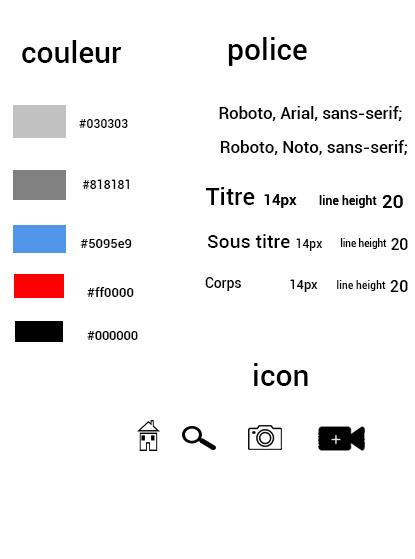 couleur
police
#030303
Roboto, Arial, sans-serif;
Roboto, Noto, sans-serif;
#818181
Titre 14px line height 20
#5095e9
Sous titre 14px line height 20
#ff0000
Corps 14px line height 20
#000000
icon